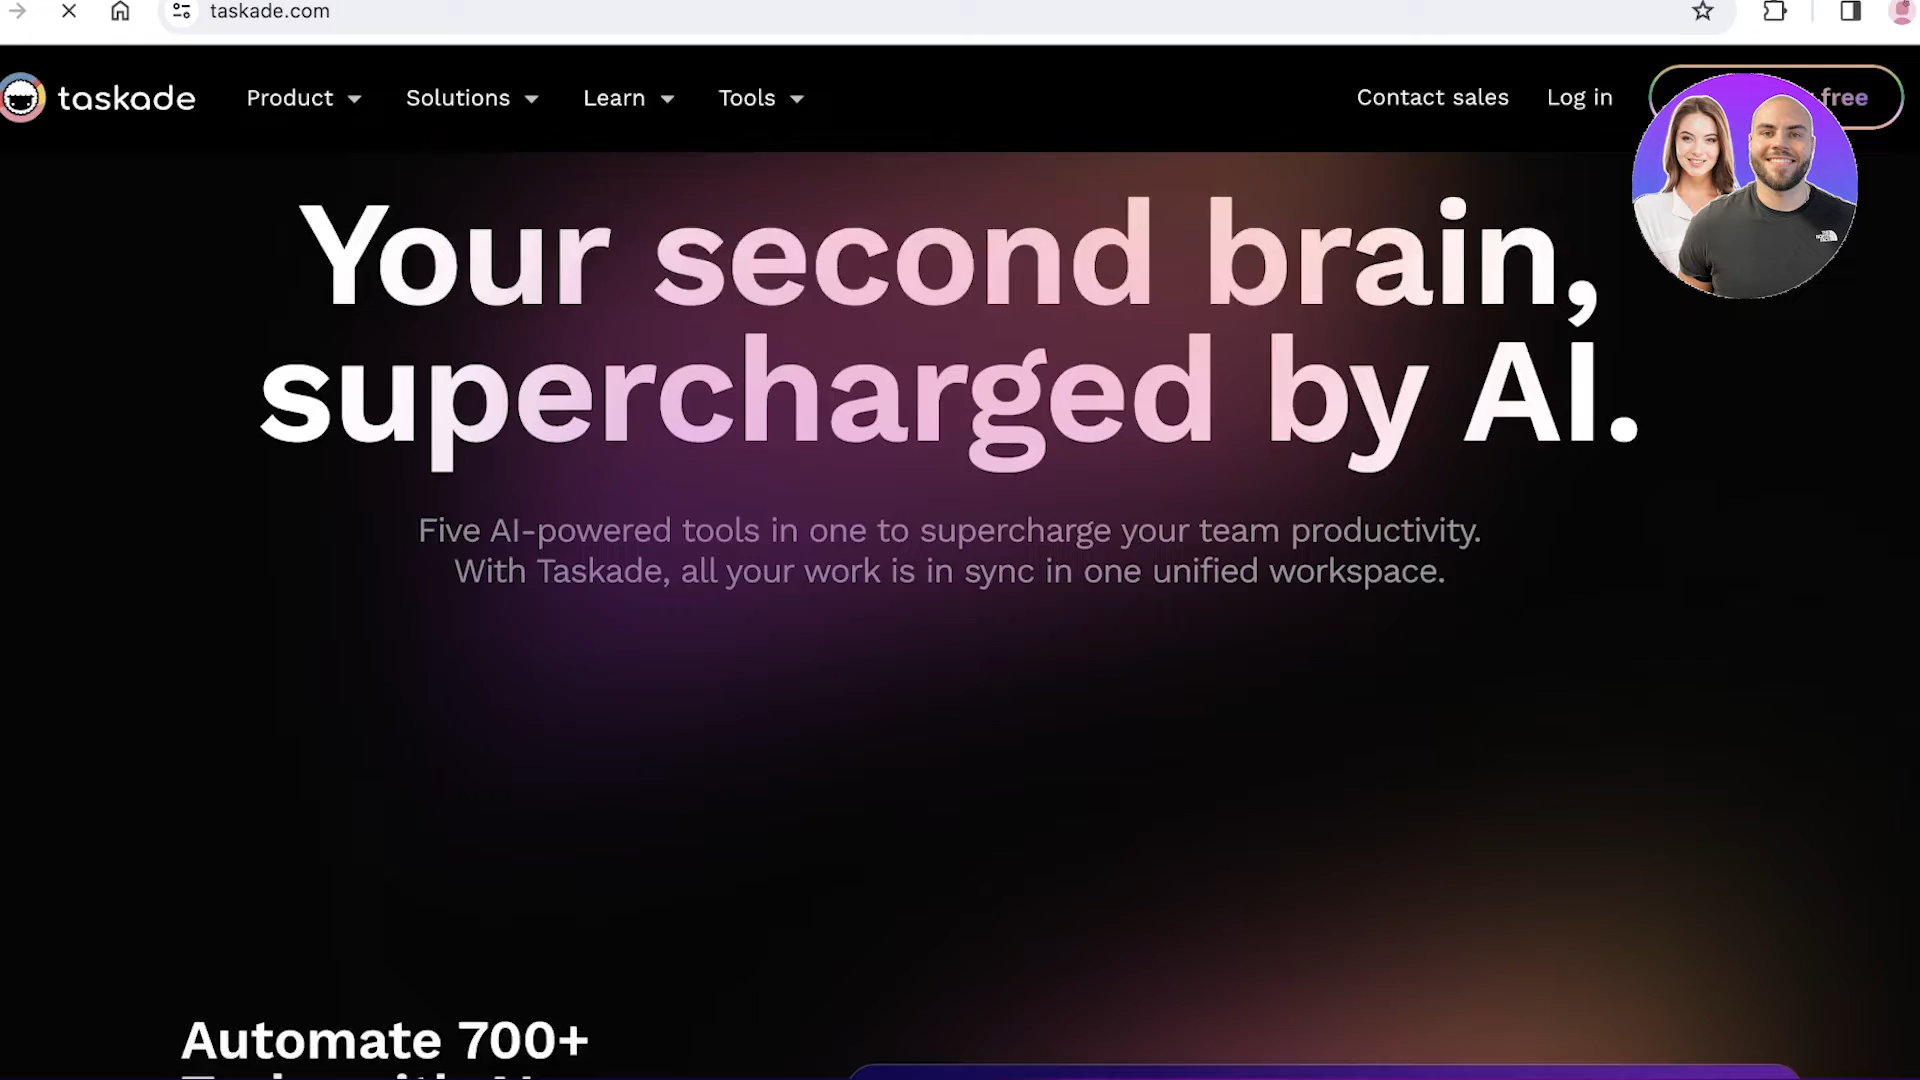 taskade.com
taskade Product Solutions Learn Tools Contact sales Log in free
Your second brain,
supercharged by AI.
Five AI-powered tools in one to supercharge your team productivity.
With Taskade, all your work is in sync in one unified workspace.
Automate 700+